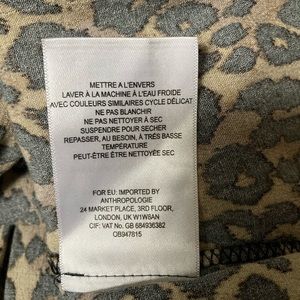 METTRE A L'ENVERS
LAVER À LA MACHINE À L'EAU FROIDE
AVEC COULEURS SIMILAIRES CYCLE DÉLICAT
NE PAS BLANCHIR
NE PAS NETTOYER À SEC
SUSPENDRE POUR SECHER
REPASSER, AU BESOIN, À TRÈS BASSE
TEMPÉRATURE
PEUT-ÊTRE ÊTRE NETTOYÉE SEC
FOR EU: IMPORTED BY
ANTHROPOLOGIE
24 MARKET PLACE, 3RD FLOOR,
LONDON, UK W1W8AN
CIF: VAT No. GB 684936382
OB947815